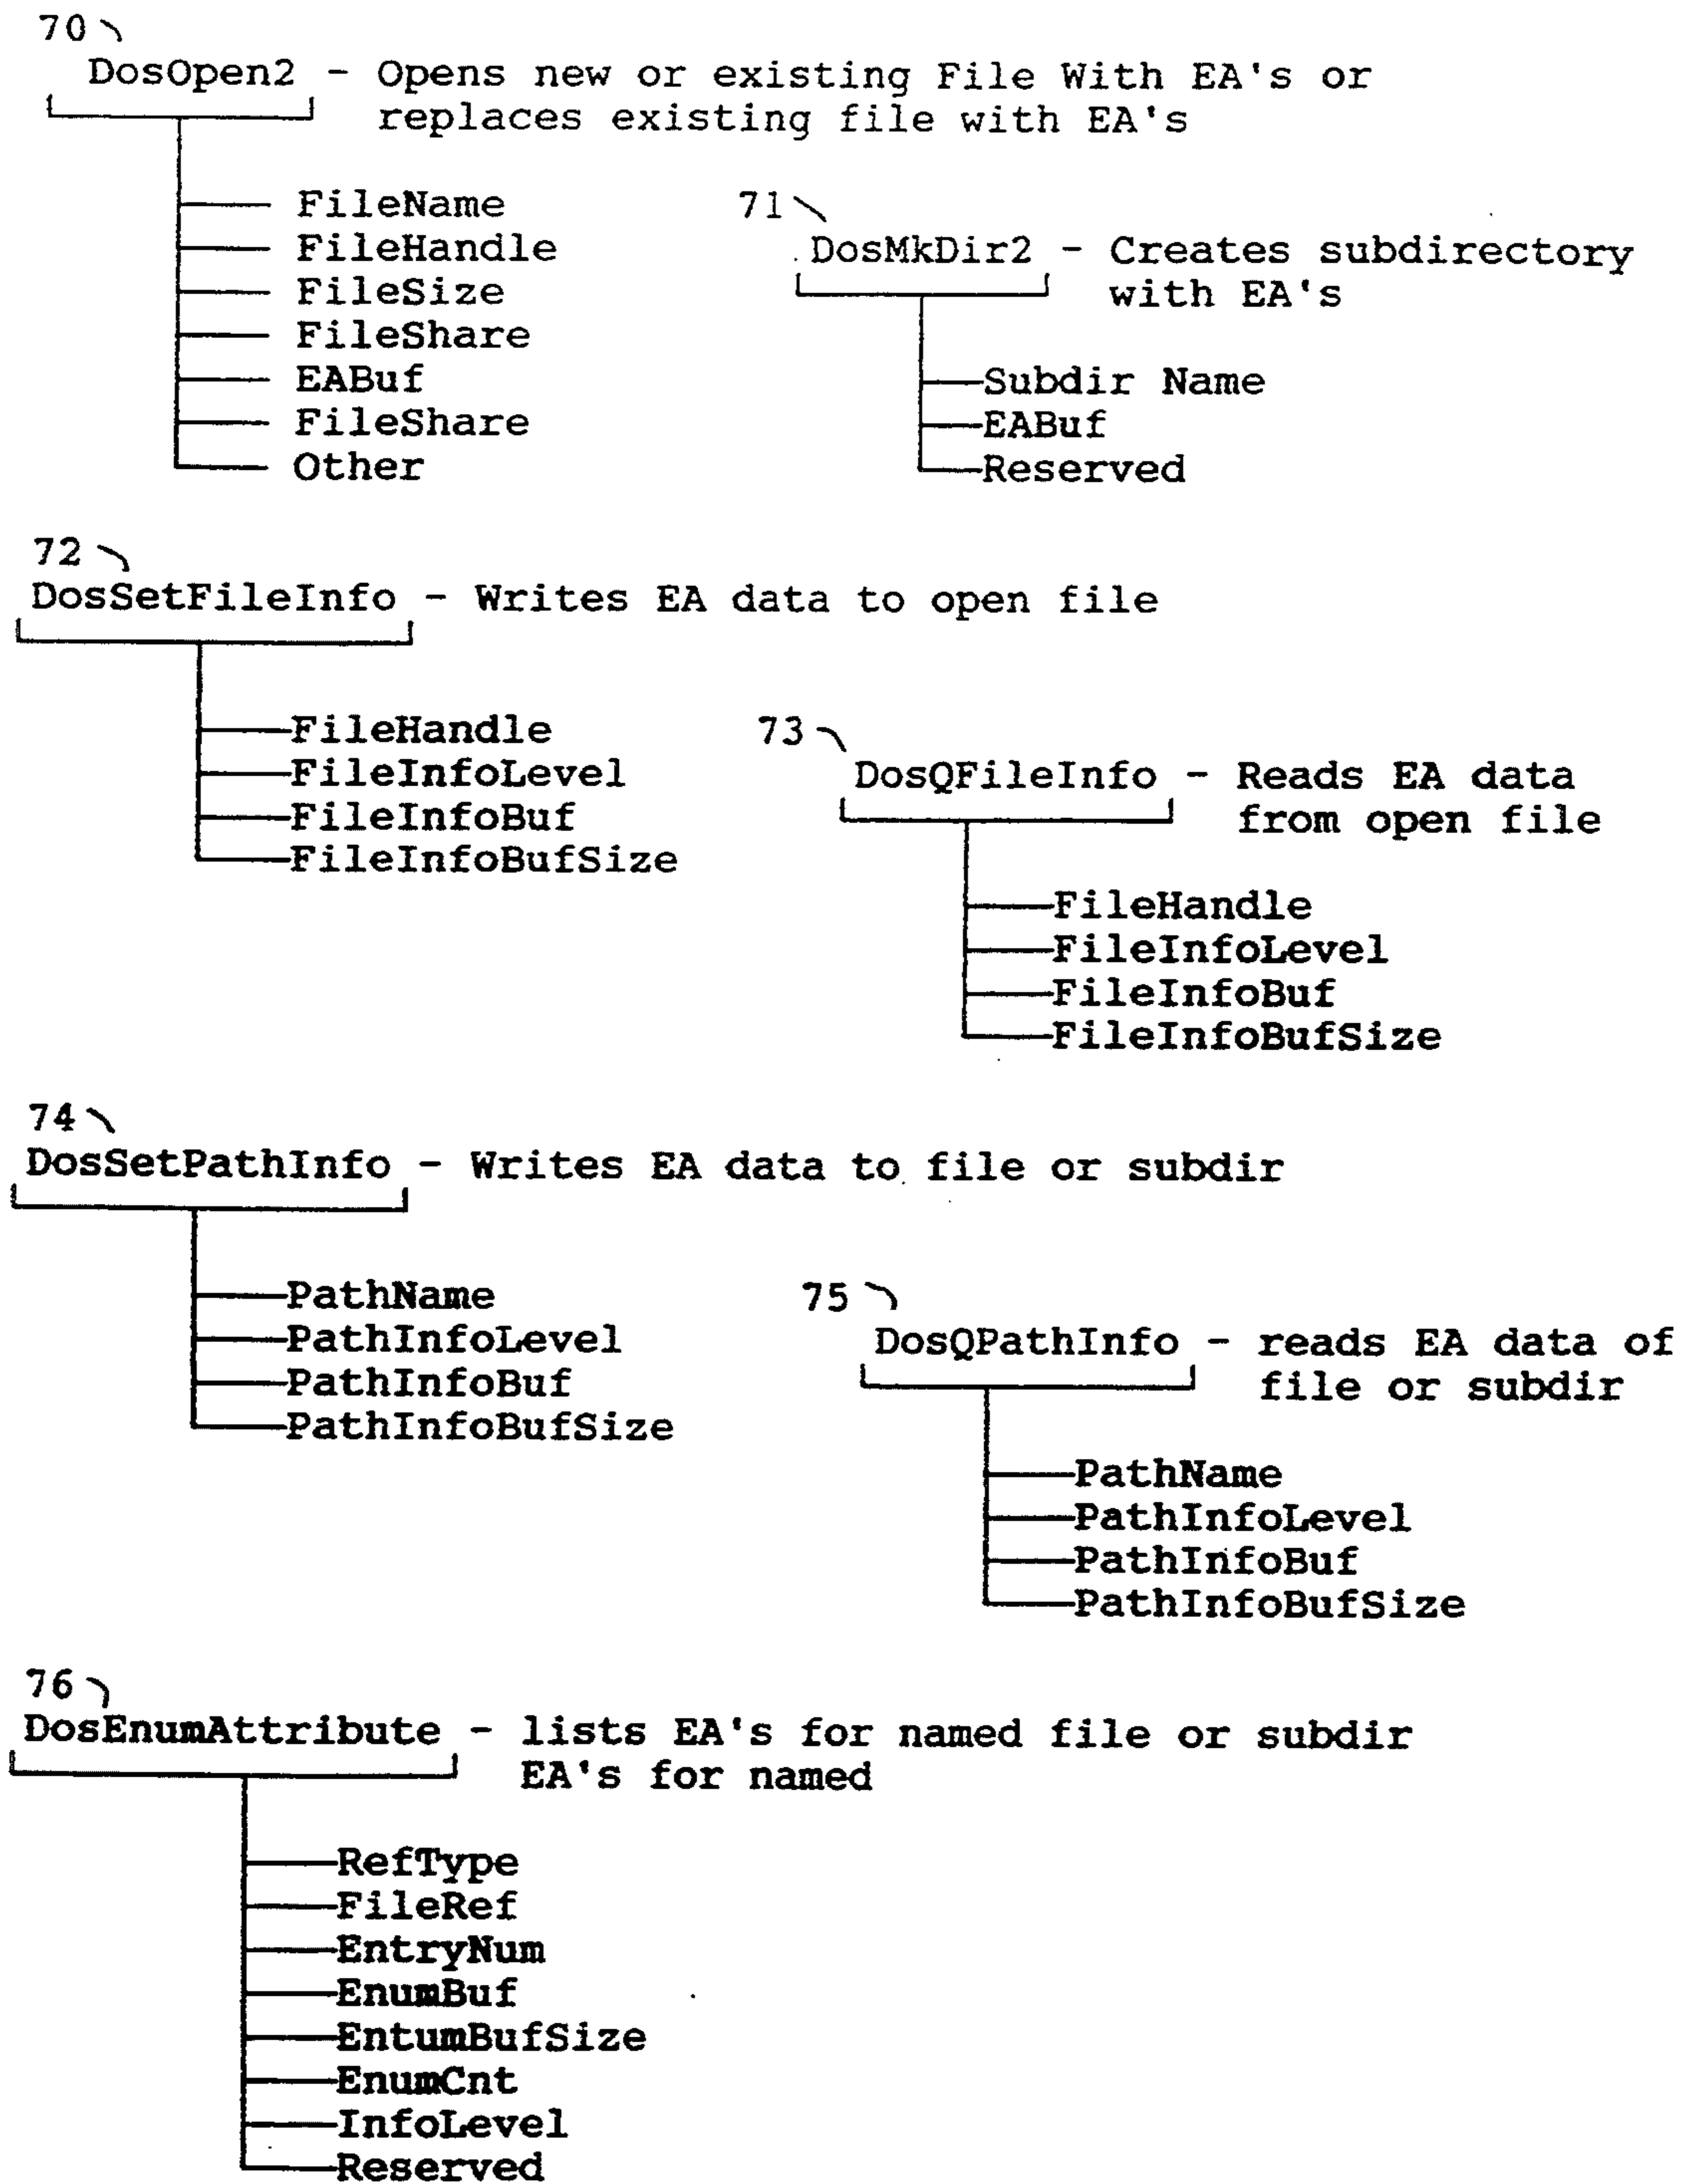 70
DosOpen2 - Opens new or existing File With EA's or
replaces existing file with EA's
FileName
FileHandle
FileSize
FileShare
EABuf
FileShare
Other
71
DosMkDir2 - Creates subdirectory
with EA's
Subdir Name
EABuf
Reserved
72
DosSetFileInfo - Writes EA data to open file
FileHandle
FileInfoLevel
FileInfoBuf
FileInfoBufSize
73
DosQFileInfo - Reads EA data
from open file
FileHandle
FileInfoLevel
FileInfoBuf
FileInfoBufSize
74
DosSetPathInfo - Writes EA data to file or subdir
PathName
PathInfoLevel
PathInfoBuf
PathInfoBufSize
75
DosQPathInfo - reads EA data of
file or subdir
PathName
PathInfoLevel
PathInfoBuf
PathInfoBufSize
76
DosEnumAttribute - lists EA's for named file or subdir
EA's for named
RefType
FileRef
EntryNum
EnumBuf
EntumBufSize
EnumCnt
InfoLevel
Reserved